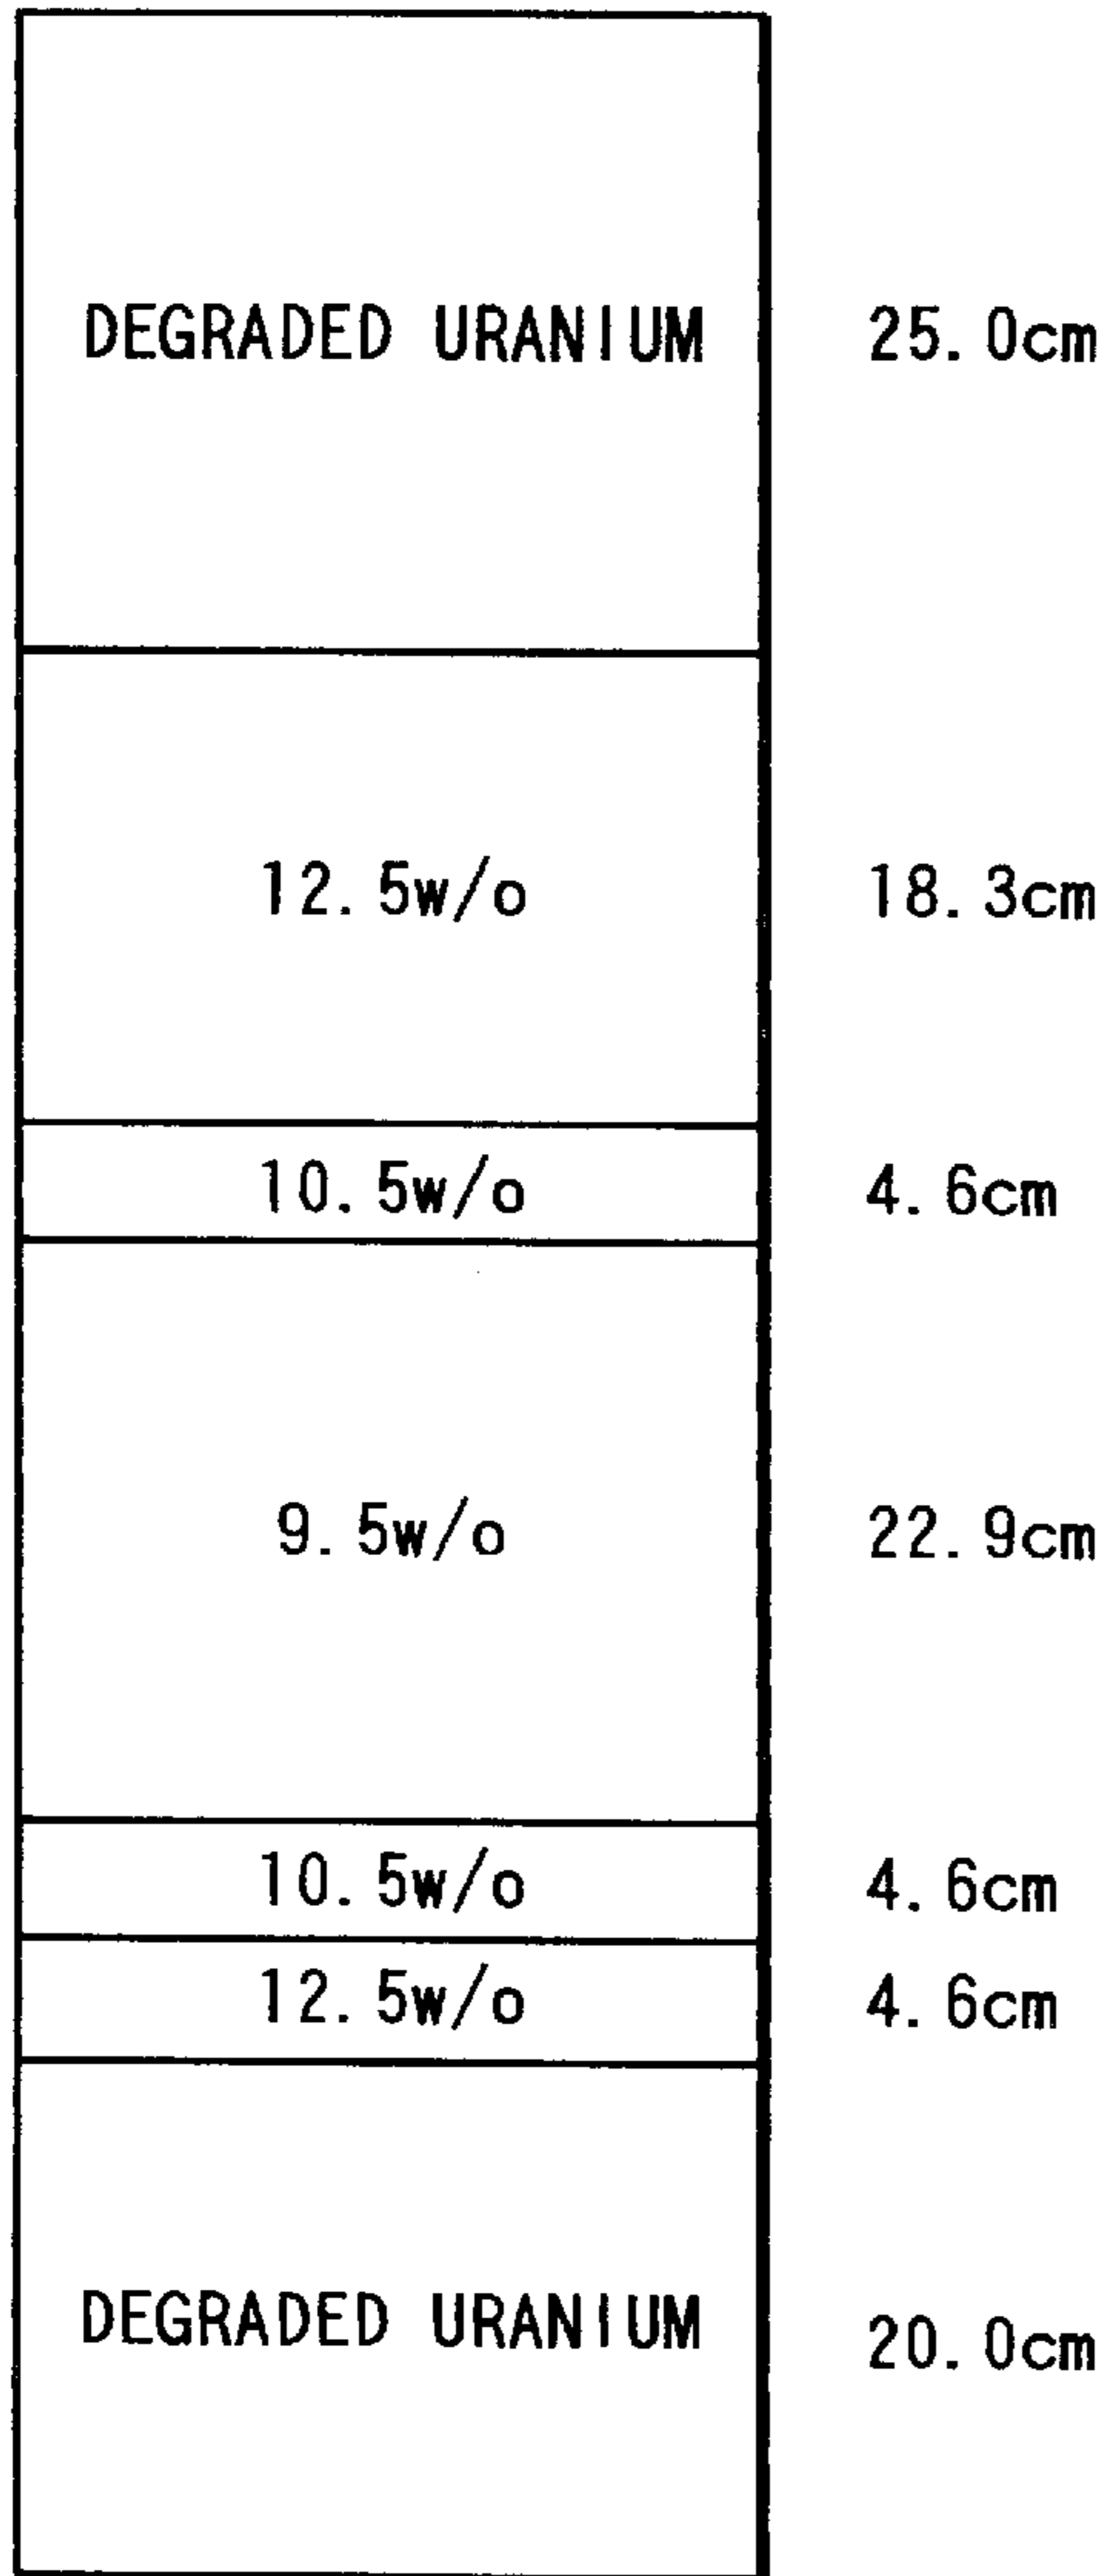 DEGRADED URANIUM 25.0cm
12.5w/o 18.3cm
10.5w/o 4.6cm
9.5w/o 22.9cm
10.5w/o 4.6cm
12.5w/o 4.6cm
DEGRADED URANIUM 20.0cm